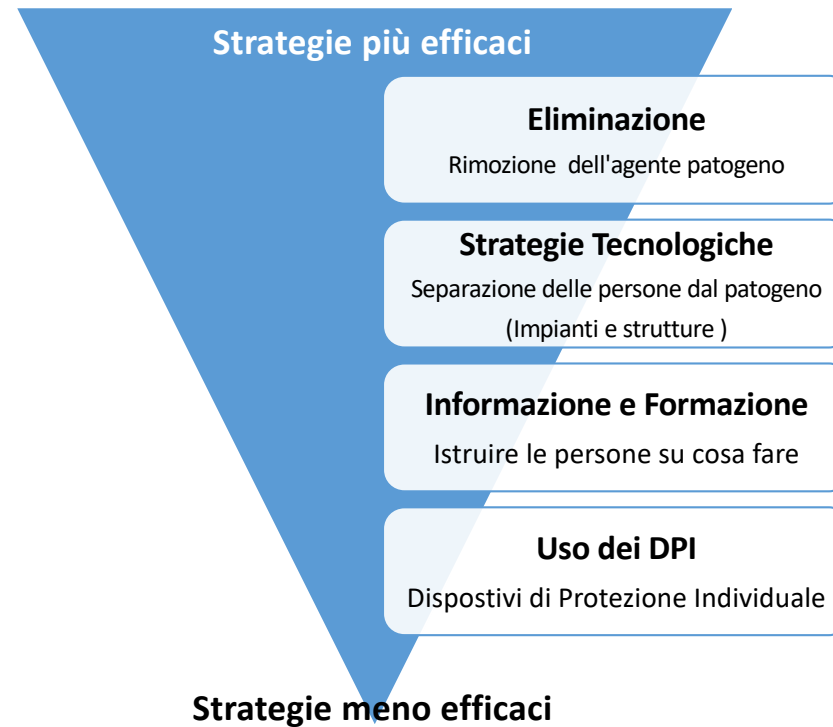 Strategie più efficaci
Eliminazione
Rimozione dell'agente patogeno
Strategie Tecnologiche
Separazione delle persone dal patogeno
(Impianti e strutture )
Informazione e Formazione
Istruire le persone su cosa fare
Uso dei DPI
Dispostivi di Protezione Individuale
Strategie meno efficaci